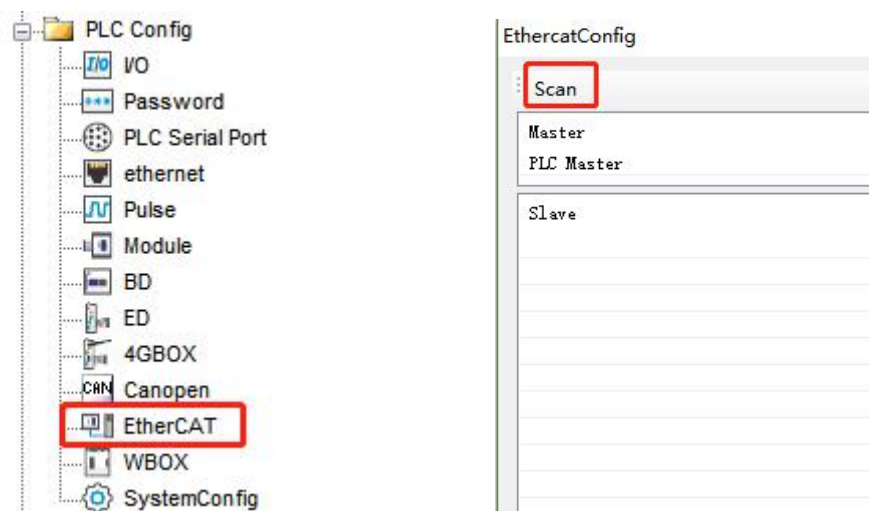 PLC Config
I/O
I/O
Password
PLC Serial Port
ethernet
Pulse
Module
BD
ED
4GBOX
CAN
Canopen
EtherCAT
WBOX
SystemConfig
EthercatConfig
Scan
Master
PLC Master
Slave